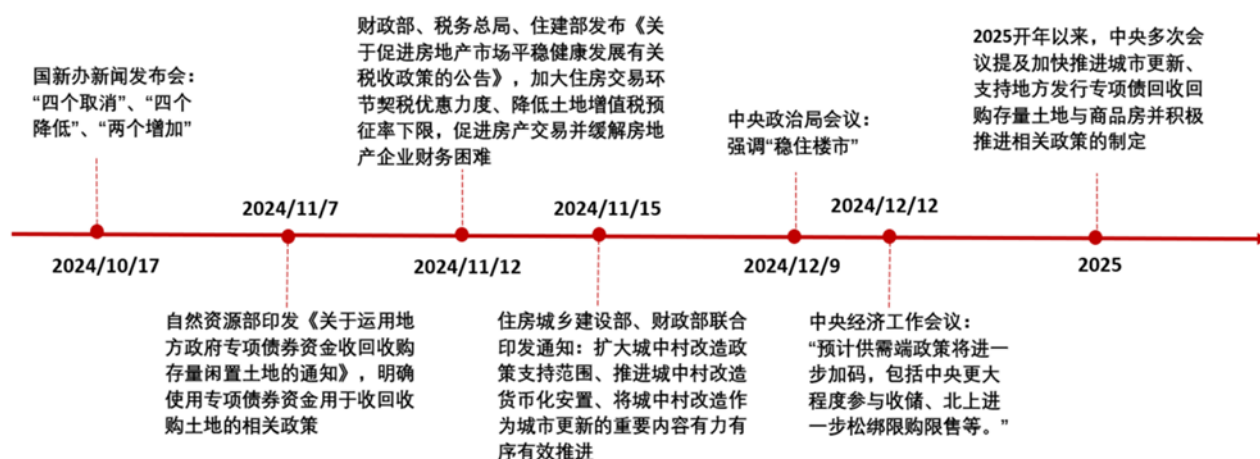 国新办新闻发布会：
“四个取消”、“四个
降低”、“两个增加”
2024/10/17
2024/11/7
自然资源部印发《关于运用地
方政府专项债券资金收回收购
存量闲置土地的通知》，明确
使用专项债券资金用于收回收
购土地的相关政策
财政部、税务总局、住建部发布《关
于促进房地产市场平稳健康发展有关
税收政策的公告》，加大住房交易环
节契税优惠力度、降低土地增值税预
征率下限，促进房产交易并缓解房地
产企业财务困难
2024/11/12
2024/11/15
住房城乡建设部、财政部联合
印发通知：扩大城中村改造政
策支持范围、推进城中村改造
货币化安置、将城中村改造作
为城市更新的重要内容有力有
序有效推进
中央政治局会议：
强调“稳住楼市”
2024/12/9
2024/12/12
中央经济工作会议：
“预计供需端政策将进一
步加码，包括中央更大
程度参与收储、北上进
一步松绑限购限售等。”
2025开年以来，中央多次会
议提及加快推进城市更新、
支持地方发行专项债回收回
购存量土地与商品房并积极
推进相关政策的制定
2025